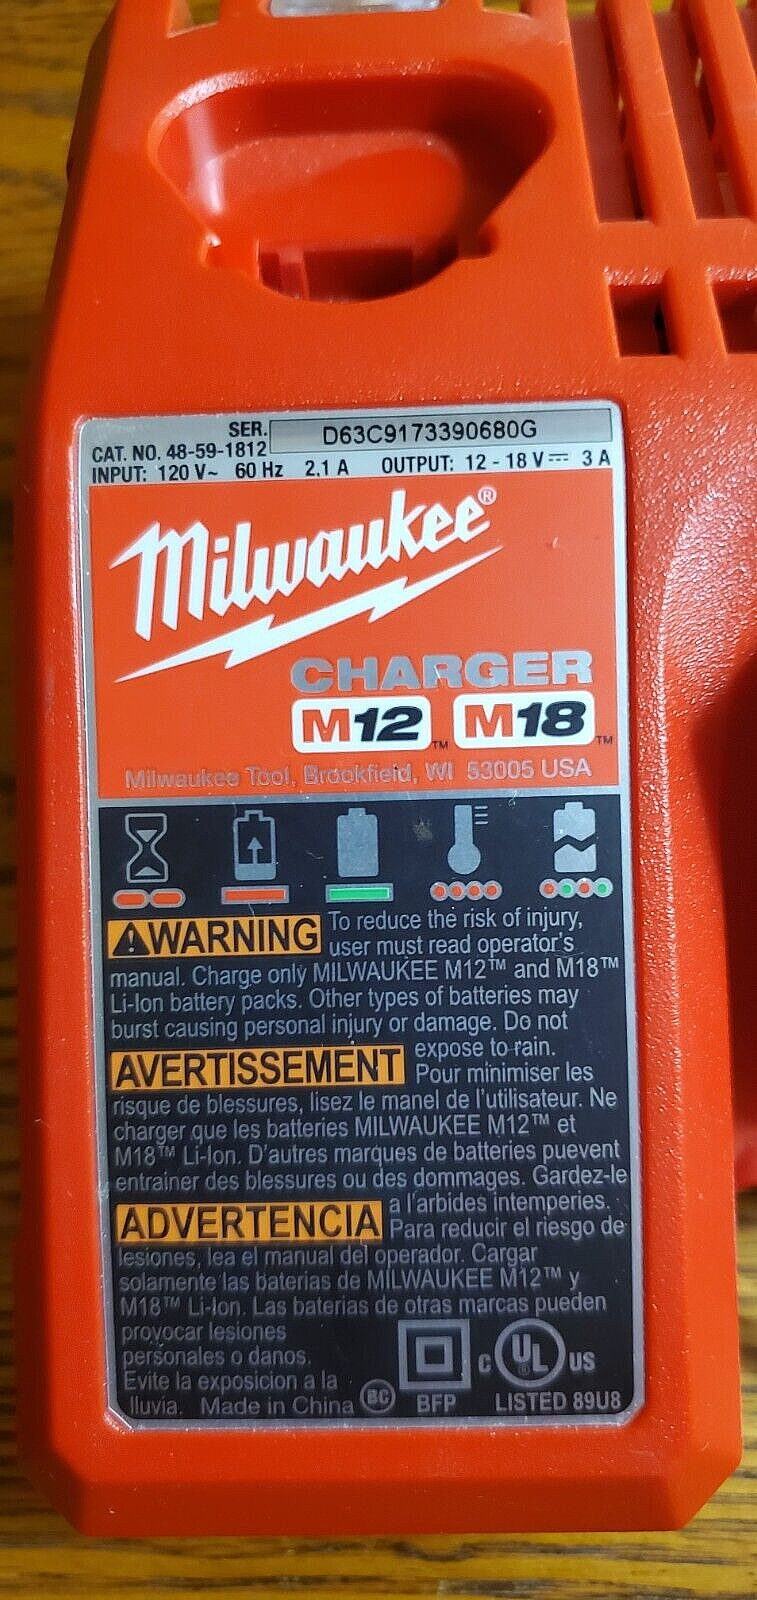 SER. D63C9173390680G
CAT. NO. 48-59-1812
INPUT: 120 V~ 60 Hz 2.1 A OUTPUT: 12 - 18 V⎓ 3 A
Milwaukee®
CHARGER
M12™ M18™
Milwaukee Tool, Brookfield, WI 53005 USA
⚠WARNING To reduce the risk of injury,
user must read operator's
manual. Charge only MILWAUKEE M12™ and M18™
Li-Ion battery packs. Other types of batteries may
burst causing personal injury or damage. Do not
expose to rain.
AVERTISSEMENT Pour minimiser les
risque de blessures, lisez le manel de l'utilisateur. Ne
charger que les batteries MILWAUKEE M12™ et
M18™ Li-Ion. D'autres marques de batteries puevent
entrainer des blessures ou des dommages. Gardez-le
a l'arbides intemperies.
ADVERTENCIA Para reducir el riesgo de
lesiones, lea el manual del operador. Cargar
solamente las baterias de MILWAUKEE M12™ y
M18™ Li-Ion. Las baterias de otras marcas pueden
provocar lesiones
personales o danos.
Evite la exposicion a la
lluvia. Made in China
BC
BFP
C UL® US
LISTED 89U8